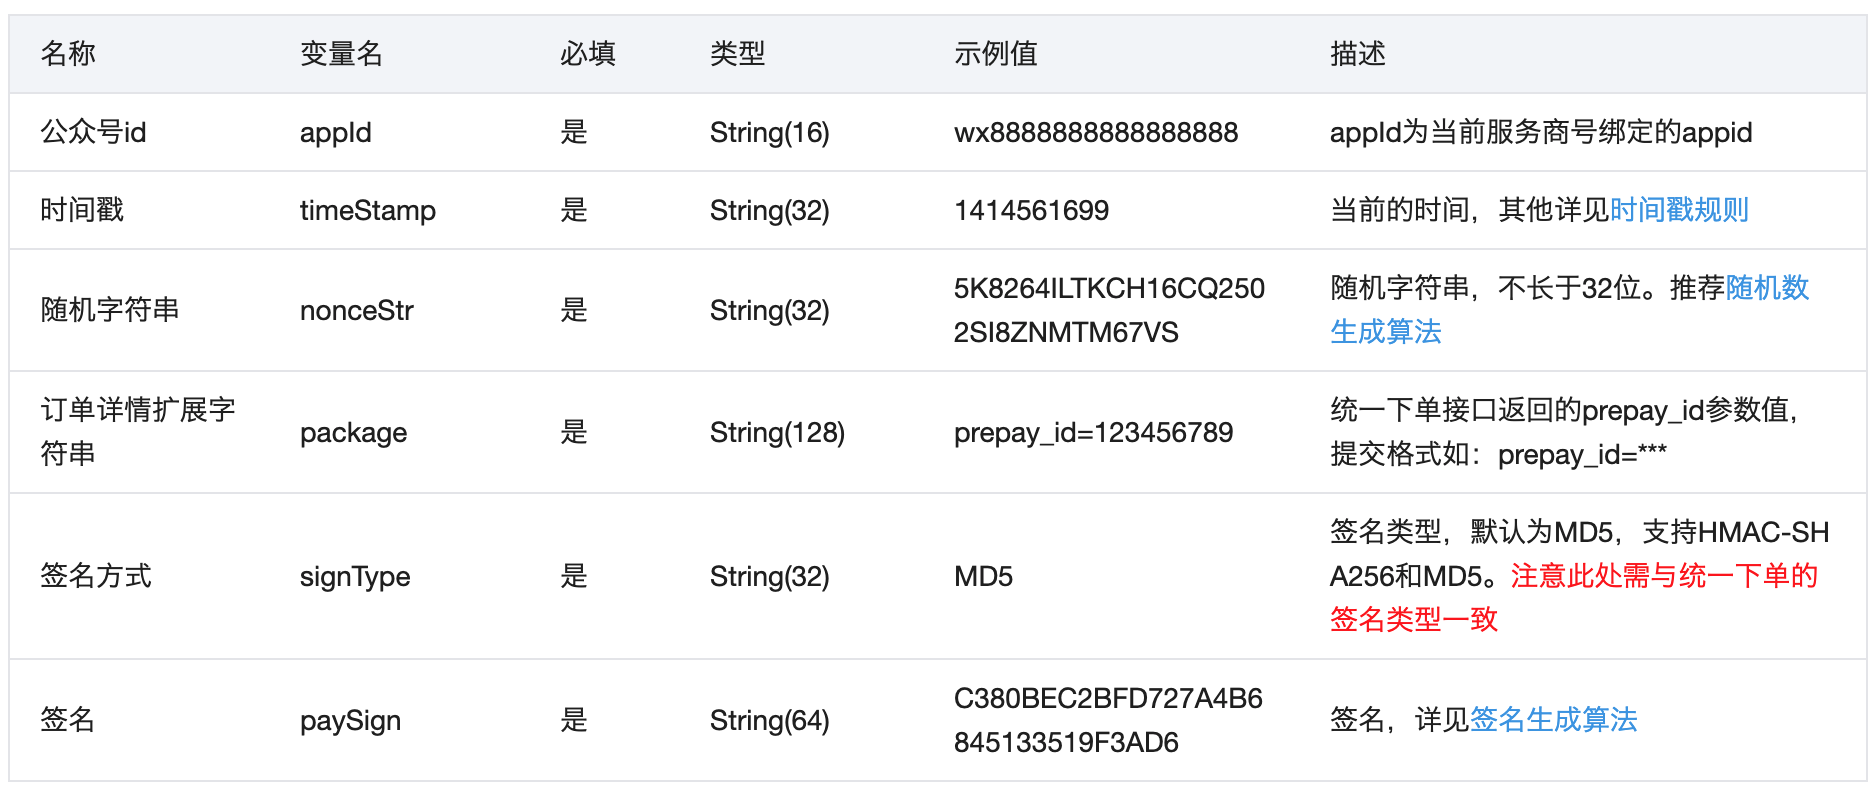 名称 变量名 必填 类型 示例值 描述
公众号id appId 是 String(16) wx8888888888888888 appId为当前服务商号绑定的appid
时间戳 timeStamp 是 String(32) 1414561699 当前的时间，其他详见时间戳规则
随机字符串 nonceStr 是 String(32) 5K8264ILTKCH16CQ250
2SI8ZNMTM67VS 随机字符串，不长于32位。推荐随机数
生成算法
订单详情扩展字
符串 package 是 String(128) prepay_id=123456789 统一下单接口返回的prepay_id参数值，
提交格式如：prepay_id=***
签名方式 signType 是 String(32) MD5 签名类型，默认为MD5，支持HMAC-SH
A256和MD5。注意此处需与统一下单的
签名类型一致
签名 paySign 是 String(64) C380BEC2BFD727A4B6
845133519F3AD6 签名，详见签名生成算法